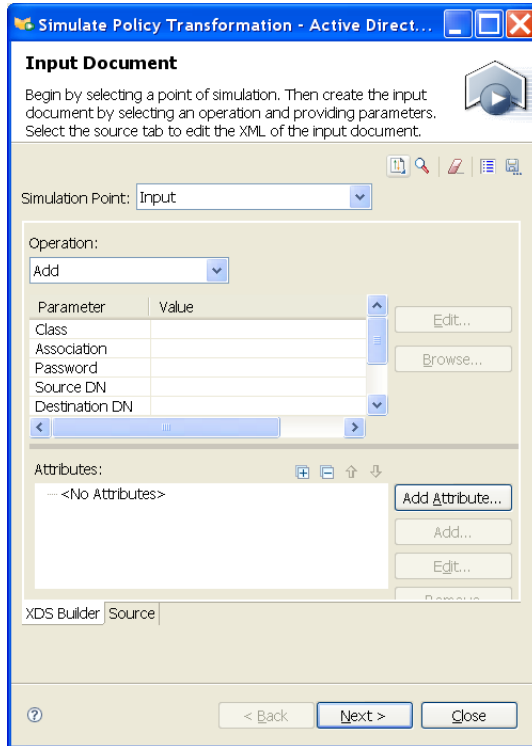 Simulate Policy Transformation - Active Direct...
Input Document
Begin by selecting a point of simulation. Then create the input
document by selecting an operation and providing parameters.
Select the source tab to edit the XML of the input document.
Simulation Point: Input
Operation:
Add
Parameter Value
Class
Association
Password
Source DN
Destination DN
Edit...
Browse...
Attributes:
<No Attributes>
Add Attribute...
Add...
Edit...
Remove
XDS Builder Source
< Back Next > Close